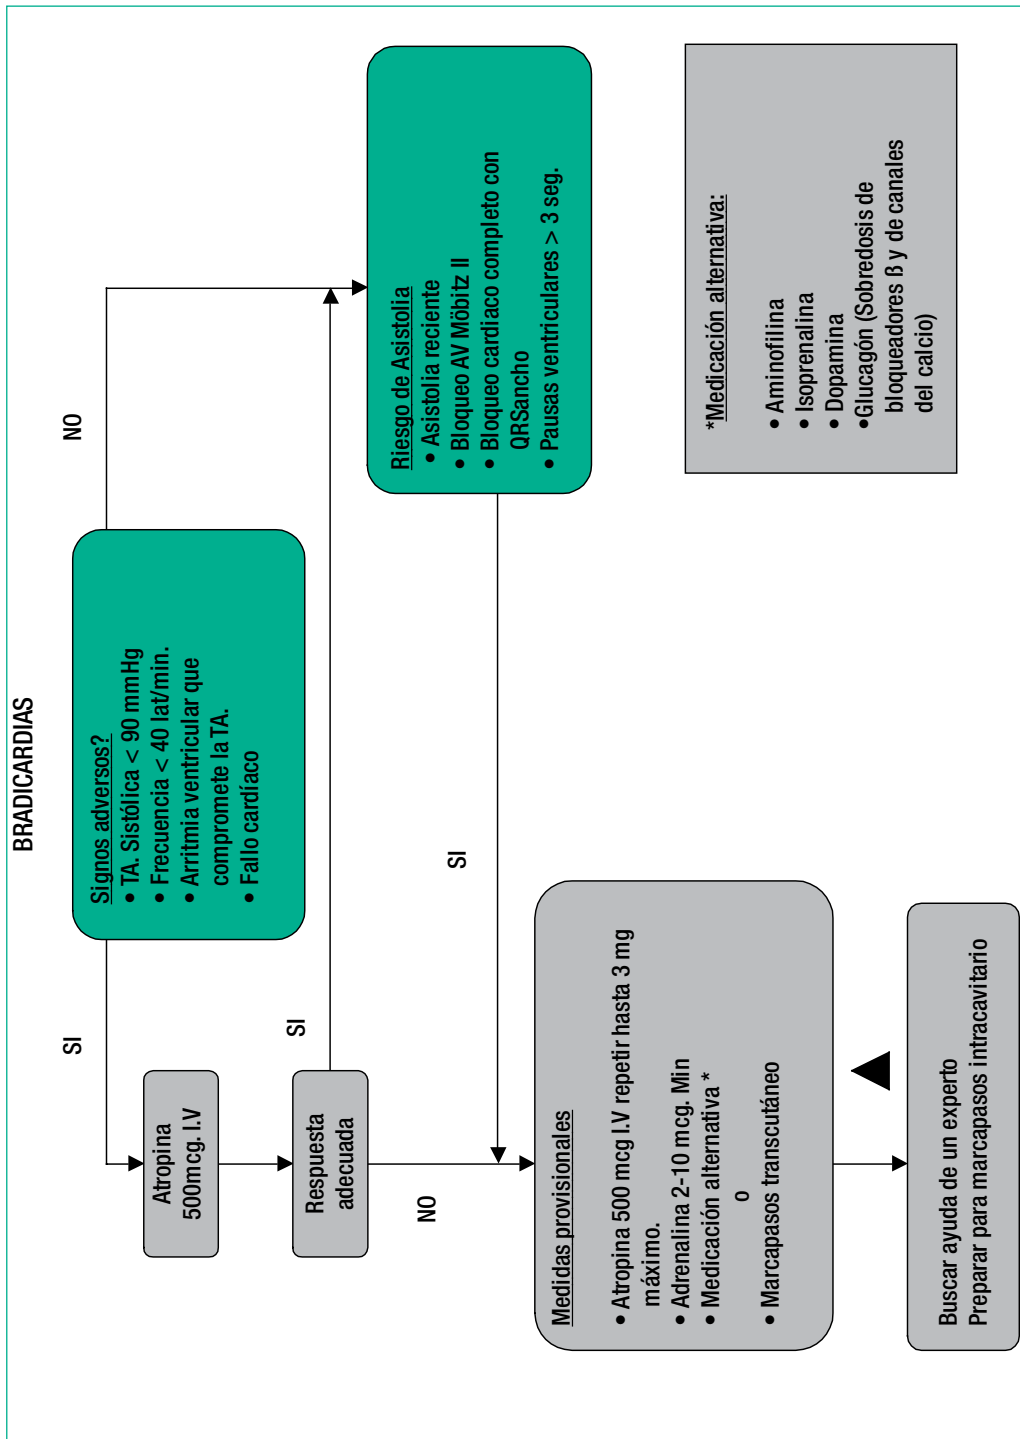 BRADICARDIAS
Signos adversos?
• TA. Sistólica < 90 mmHg
• Frecuencia < 40 lat/min.
• Arritmia ventricular que
compromete la TA.
• Fallo cardíaco
SI
NO
Atropina
500mcg. I.V
Respuesta
adecuada
SI
NO
Riesgo de Asistolia
• Asistolia reciente
• Bloqueo AV Möbitz II
• Bloqueo cardiaco completo con
QRSancho
• Pausas ventriculares > 3 seg.
SI
Medidas provisionales
• Atropina 500 mcg I.V repetir hasta 3 mg
máximo.
• Adrenalina 2-10 mcg. Min
• Medicación alternativa *
o
• Marcapasos transcutáneo
*Medicación alternativa:
• Aminofilina
• Isoprenalina
• Dopamina
•Glucagón (Sobredosis de
bloqueadores ß y de canales
del calcio)
Buscar ayuda de un experto
Preparar para marcapasos intracavitario